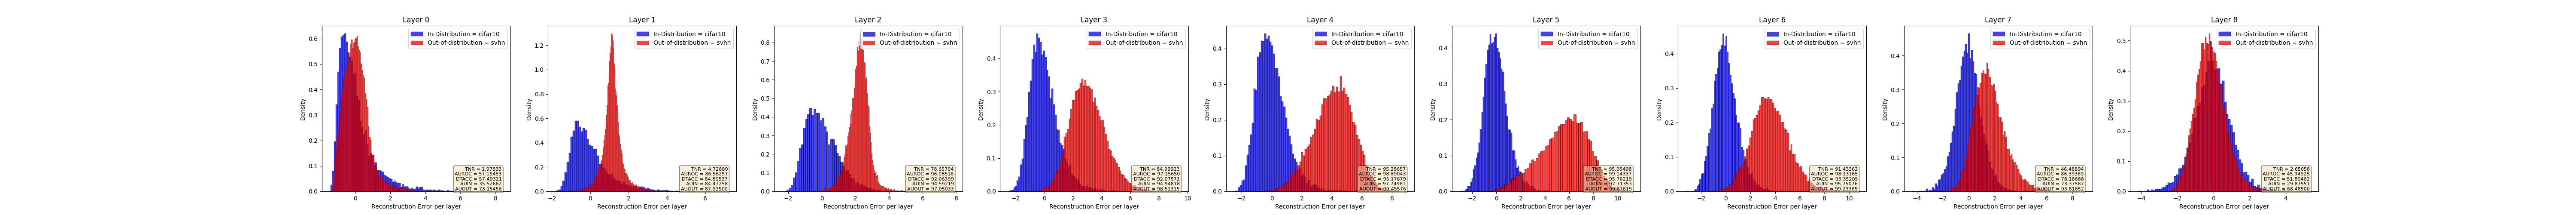 Layer 0
In-Distribution = cifar10
Out-of-distribution = svhn
TNR = 1.97833
AUROC = 57.15453
DTACC = 57.49321
AUIN = 35.52662
AUOUT = 73.15456
Density
Reconstruction Error per layer
Layer 1
In-Distribution = cifar10
Out-of-distribution = svhn
TNR = 4.72880
AUROC = 86.56257
DTACC = 84.80537
AUIN = 84.47258
AUOUT = 87.92500
Density
Reconstruction Error per layer
Layer 2
In-Distribution = cifar10
Out-of-distribution = svhn
TNR = 78.65704
AUROC = 96.08516
DTACC = 92.06399
AUIN = 94.59219
AUOUT = 97.05033
Density
Reconstruction Error per layer
Layer 3
In-Distribution = cifar10
Out-of-distribution = svhn
TNR = 84.99923
AUROC = 97.15650
DTACC = 92.07571
AUIN = 94.94818
AUOUT = 98.51315
Density
Reconstruction Error per layer
Layer 4
In-Distribution = cifar10
Out-of-distribution = svhn
TNR = 95.28657
AUROC = 98.89043
DTACC = 95.17679
AUIN = 97.74981
Density
Reconstruction Error per layer
Layer 5
In-Distribution = cifar10
Out-of-distribution = svhn
TNR = 95.95498
AUROC = 99.14337
DTACC = 95.76219
AUIN = 97.71353
Density
Reconstruction Error per layer
Layer 6
In-Distribution = cifar10
Out-of-distribution = svhn
TNR = 91.43362
AUROC = 98.13165
DTACC = 93.35205
AUIN = 95.75076
AUOUT = 99.23365
Density
Reconstruction Error per layer
Layer 7
In-Distribution = cifar10
Out-of-distribution = svhn
TNR = 46.48894
AUROC = 86.39369
DTACC = 78.18688
AUIN = 73.37587
AUOUT = 93.81652
Density
Reconstruction Error per layer
Layer 8
In-Distribution = cifar10
Out-of-distribution = svhn
TNR = 2.65058
AUROC = 45.94925
DTACC = 51.80462
AUIN = 29.87551
AUOUT = 68.48500
Density
Reconstruction Error per layer